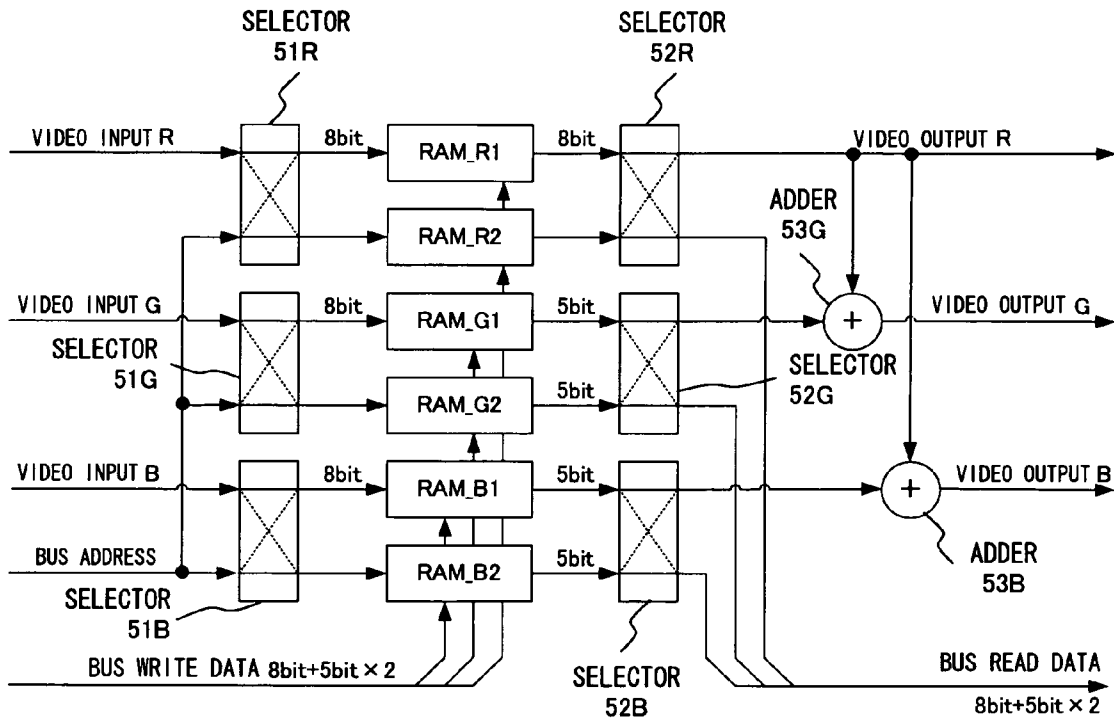 SELECTOR
51R
SELECTOR
52R
VIDEO INPUT R
8bit
RAM_R1
8bit
VIDEO OUTPUT R
ADDER
53G
RAM_R2
VIDEO INPUT G
8bit
RAM_G1
5bit
+
VIDEO OUTPUT G
SELECTOR
51G
SELECTOR
52G
RAM_G2
5bit
VIDEO INPUT B
8bit
RAM_B1
5bit
+
VIDEO OUTPUT B
BUS ADDRESS
RAM_B2
5bit
ADDER
53B
SELECTOR
51B
BUS WRITE DATA 8bit+5bit×2
SELECTOR
52B
BUS READ DATA
8bit+5bit×2